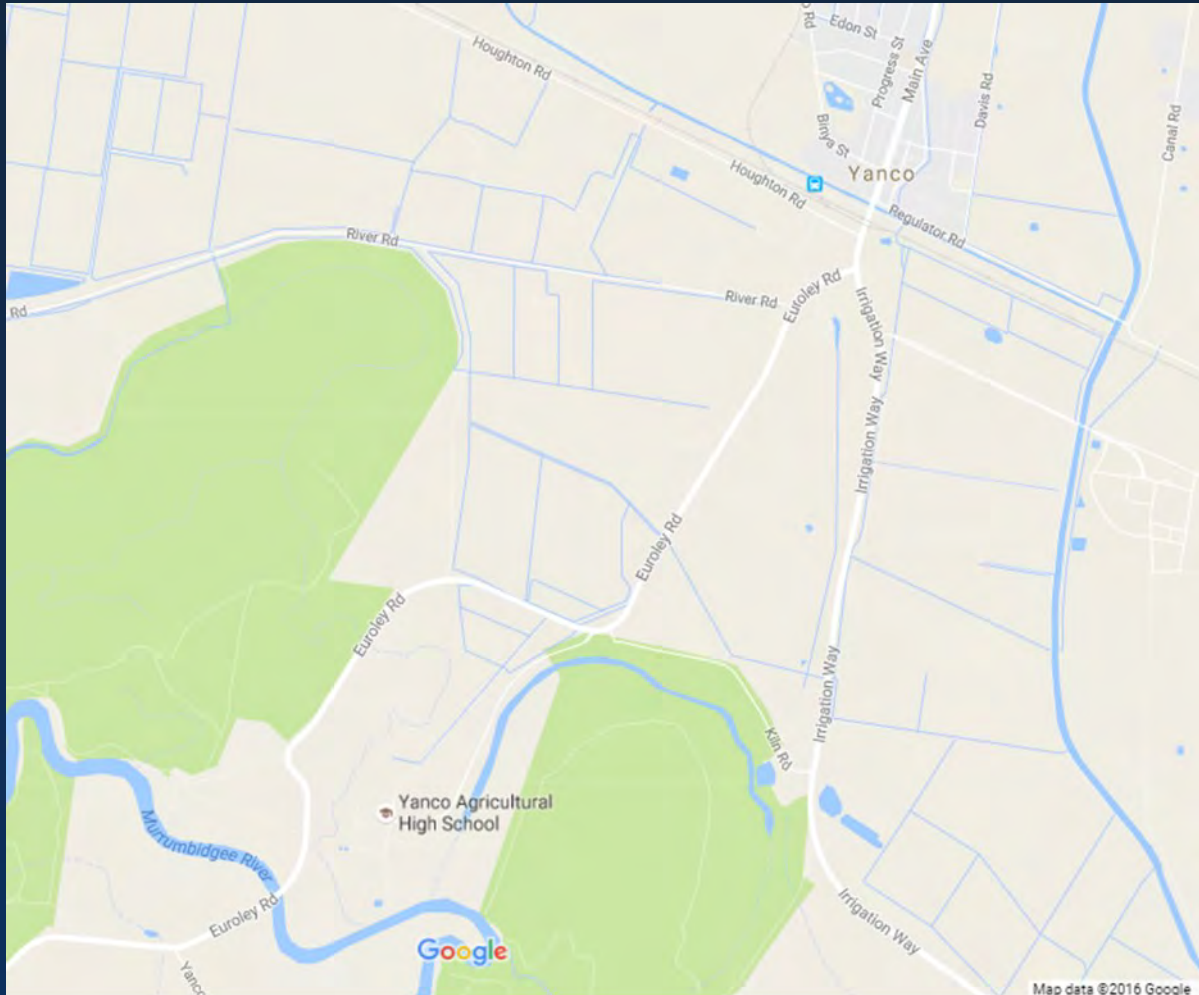 Edon St
Houghton Rd
Progress St
Main Ave
Davis Rd
Canal Rd
Binya St
Yanco
Houghton Rd
Regulator Rd
River Rd
River Rd
Euroley Rd
Rd
Irrigation Way
Irrigation Way
Euroley Rd
Euroley Rd
Irrigation Way
Kiln Rd
Yanco Agricultural
High School
Murrumbidgee River
Euroley Rd
Irrigation Way
Google
Map data ©2016 Google